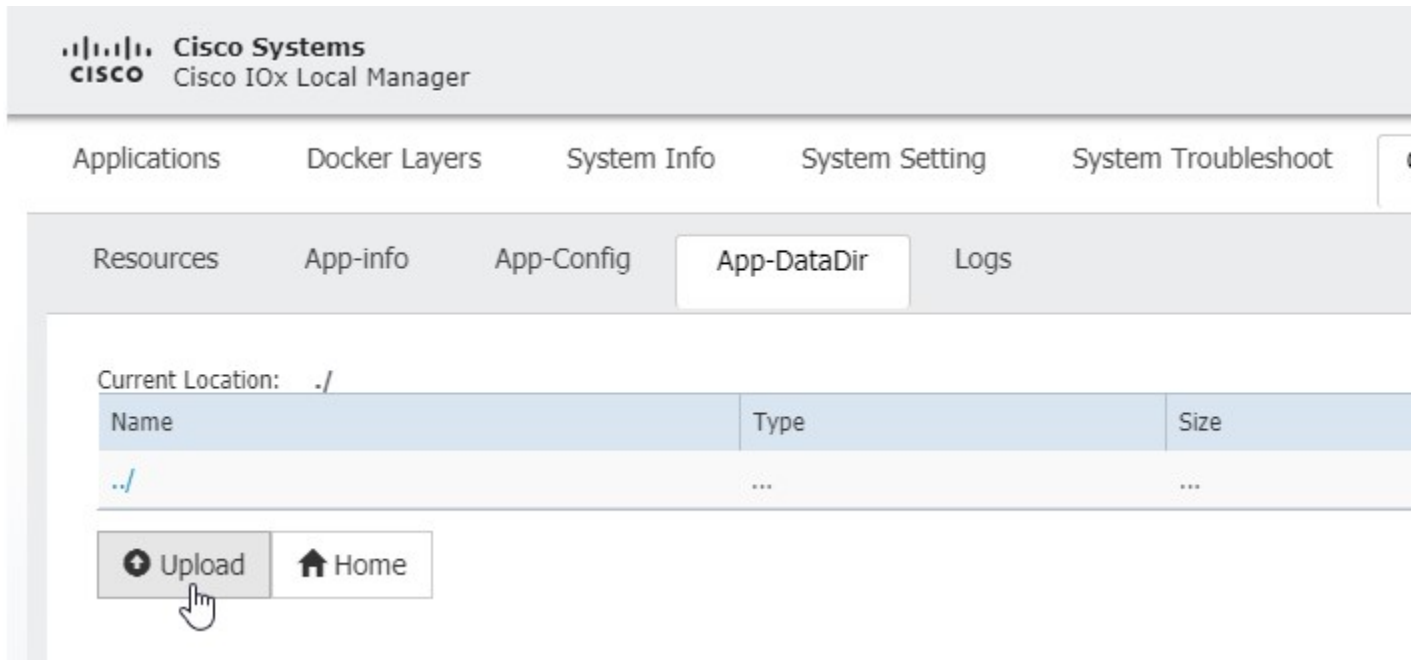 Cisco Systems
CISCO Cisco IOx Local Manager
Applications Docker Layers System Info System Setting System Troubleshoot
Resources App-info App-Config App-DataDir Logs
Current Location: ./
Name Type Size
../ ... ...
Upload Home